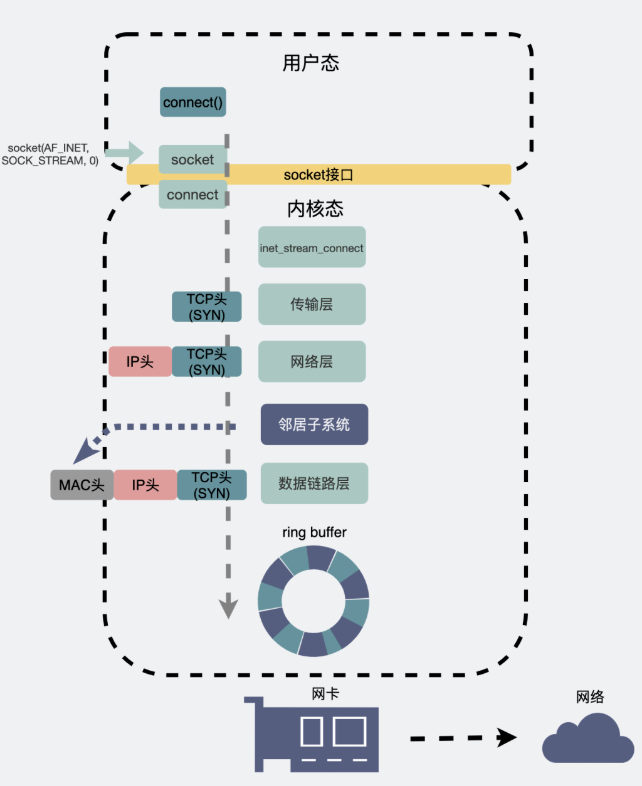 用户态
connect()
socket(AF_INET,
SOCK_STREAM, 0)
socket
socket接口
connect
内核态
inet_stream_connect
TCP头
(SYN)
传输层
IP头
TCP头
(SYN)
网络层
邻居子系统
MAC头
IP头
TCP头
(SYN)
数据链路层
ring buffer
网卡
网络